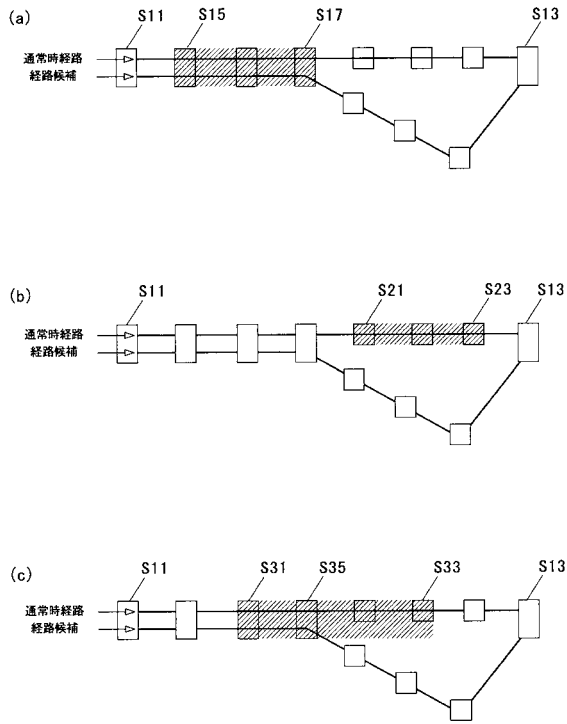 (a)
S11 S15 S17 S13
通常時経路
経路候補
(b)
S11 S21 S23 S13
通常時経路
経路候補
(c)
S11 S31 S35 S33 S13
通常時経路
経路候補